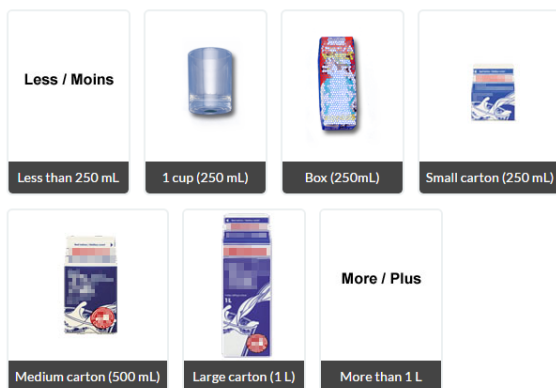 Less / Moins
Less than 250 mL
1 cup (250 mL)
Box (250mL)
Small carton (250 mL)
1L
Medium carton (500 mL)
Large carton (1 L)
More / Plus
More than 1 L